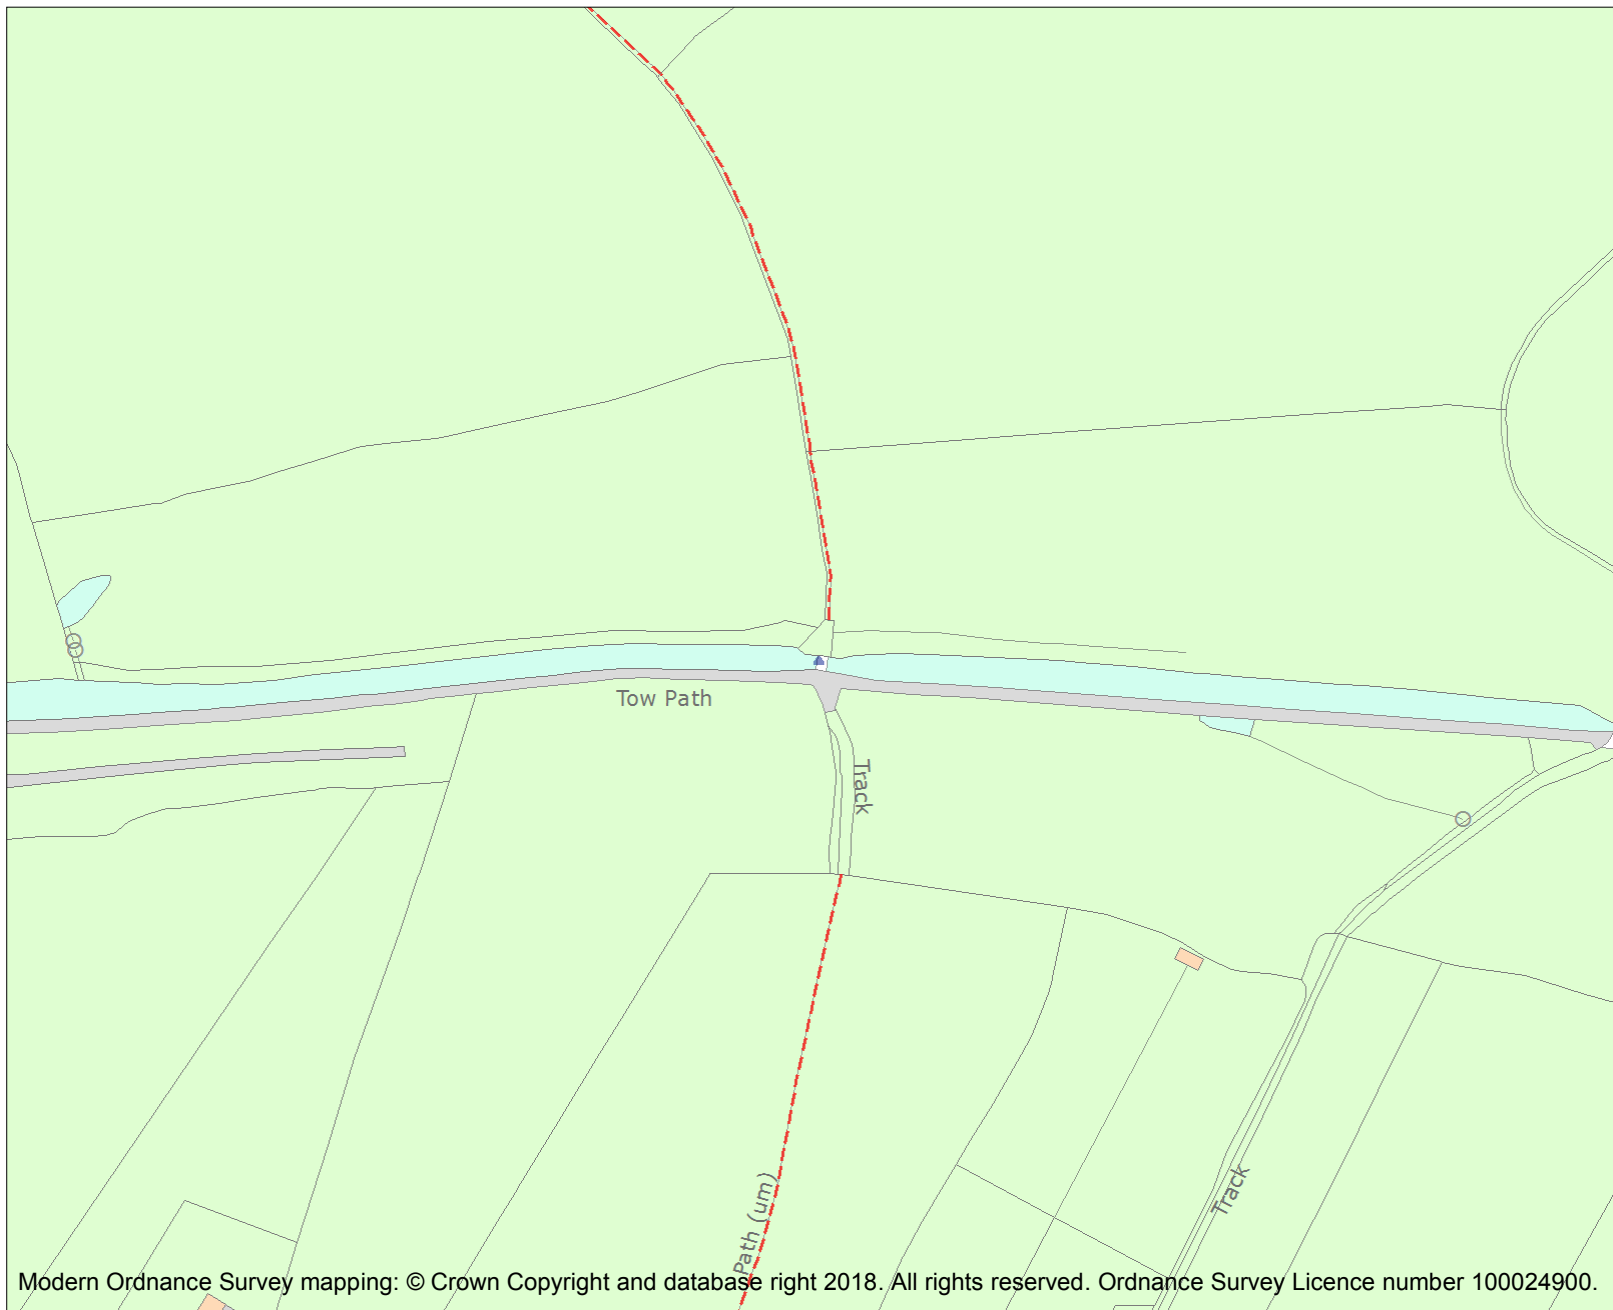 Tow Path
Track
Track
Path (um)
Modern Ordnance Survey mapping: © Crown Copyright and database right 2018. All rights reserved. Ordnance Survey Licence number 100024900.